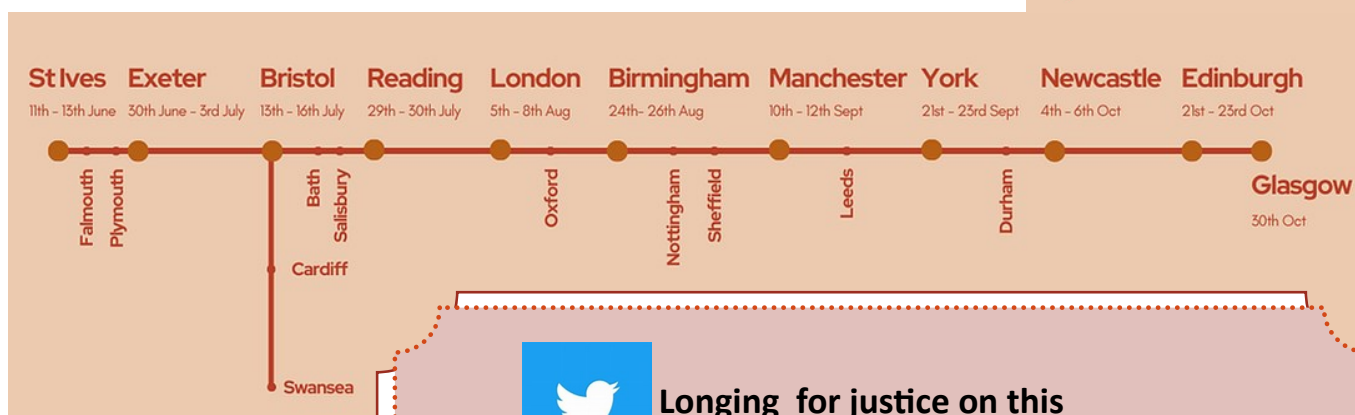 St Ives Exeter Bristol Reading London Birmingham Manchester York Newcastle Edinburgh
11th - 13th June 30th June - 3rd July 13th - 16th July 29th - 30th July 5th - 8th Aug 24th- 26th Aug 10th - 12th Sept 21st - 23rd Sept 4th - 6th Oct 21st - 23rd Oct
Falmouth
Plymouth
Bath
Salisbury
Oxford
Nottingham
Sheffield
Leeds
Durham
Glasgow
30th Oct
Cardiff
Swansea
Longing for justice on this